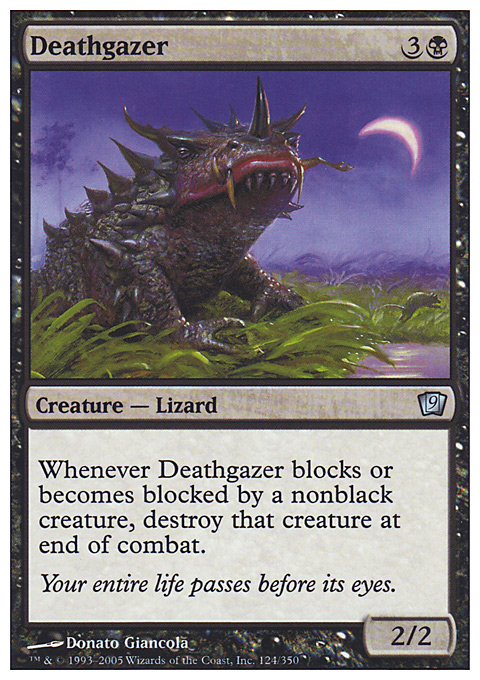 Deathgazer 3
Creature — Lizard 9
Whenever Deathgazer blocks or
becomes blocked by a nonblack
creature, destroy that creature at
end of combat.
Your entire life passes before its eyes.
Donato Giancola
2/2
™ & © 1993–2005 Wizards of the Coast, Inc. 124/350